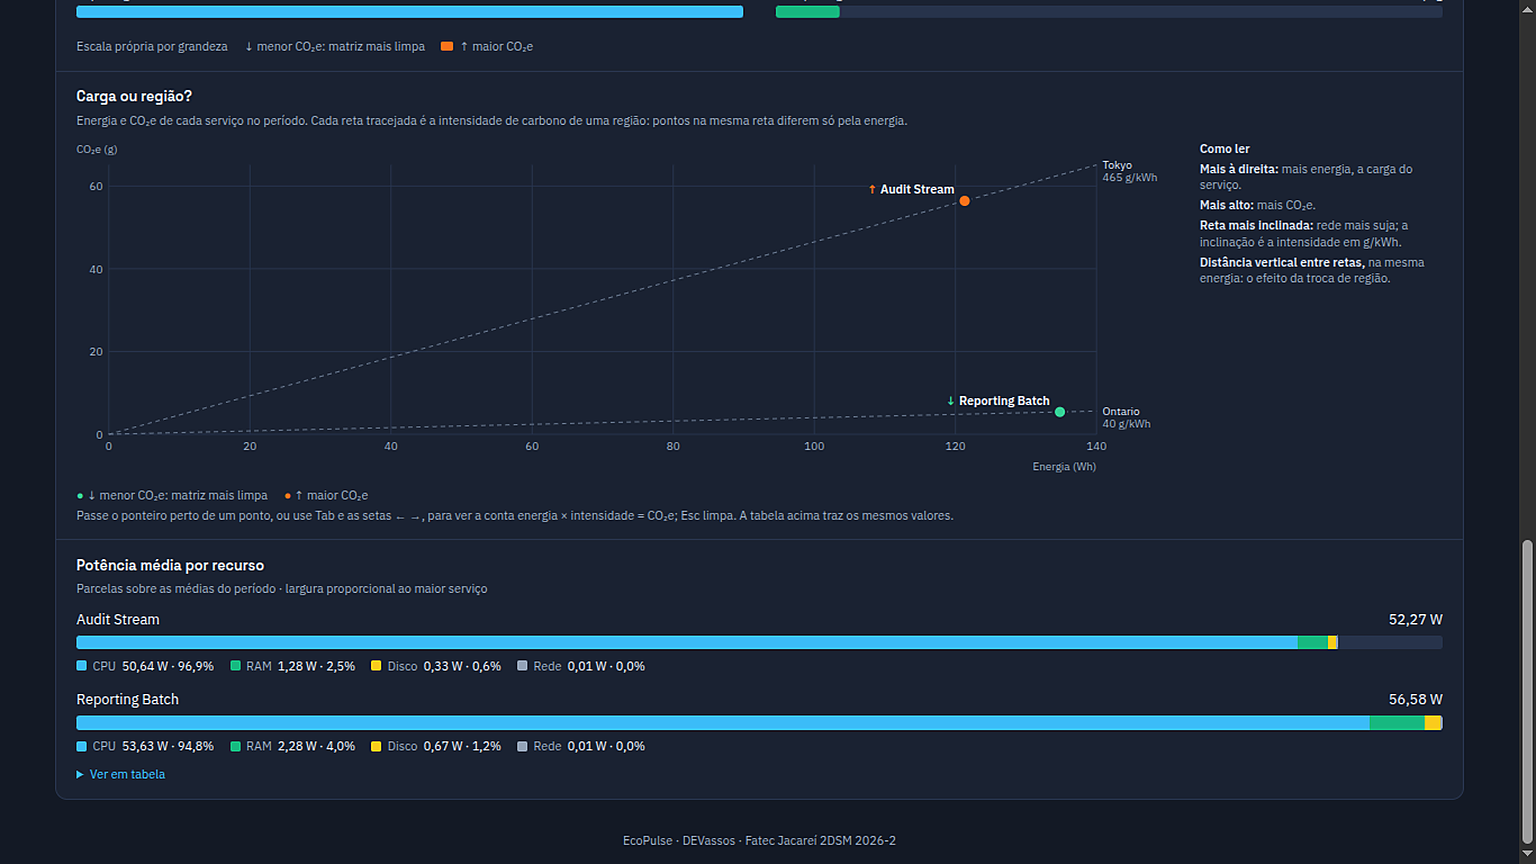 Escala própria por grandeza ↓ menor CO₂e: matriz mais limpa ↑ maior CO₂e
Carga ou região?
Energia e CO₂e de cada serviço no período. Cada reta tracejada é a intensidade de carbono de uma região: pontos na mesma reta diferem só pela energia.
CO₂e (g)
60
40
20
0
0 20 40 60 80 100 120 140
Energia (Wh)
↑ Audit Stream
Tokyo
465 g/kWh
↓ Reporting Batch
Ontario
40 g/kWh
Como ler
Mais à direita: mais energia, a carga do
serviço.
Mais alto: mais CO₂e.
Reta mais inclinada: rede mais suja; a
inclinação é a intensidade em g/kWh.
Distância vertical entre retas, na mesma
energia: o efeito da troca de região.
↓ menor CO₂e: matriz mais limpa ↑ maior CO₂e
Passe o ponteiro perto de um ponto, ou use Tab e as setas ← →, para ver a conta energia × intensidade = CO₂e; Esc limpa. A tabela acima traz os mesmos valores.
Potência média por recurso
Parcelas sobre as médias do período · largura proporcional ao maior serviço
Audit Stream 52,27 W
CPU 50,64 W · 96,9% RAM 1,28 W · 2,5% Disco 0,33 W · 0,6% Rede 0,01 W · 0,0%
Reporting Batch 56,58 W
CPU 53,63 W · 94,8% RAM 2,28 W · 4,0% Disco 0,67 W · 1,2% Rede 0,01 W · 0,0%
Ver em tabela
EcoPulse · DEVassos · Fatec Jacareí 2DSM 2026-2